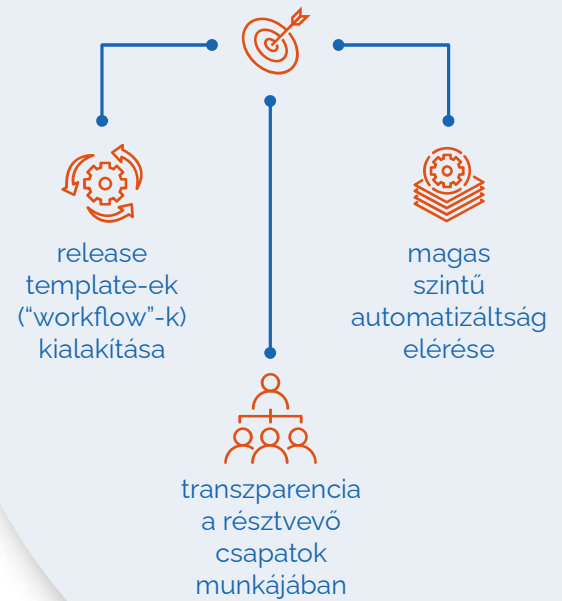 release
template-ek
(“workflow”-k)
kialakítása
magas
szintű
automatizáltság
elérése
transzparencia
a résztvevő
csapatok
munkájában